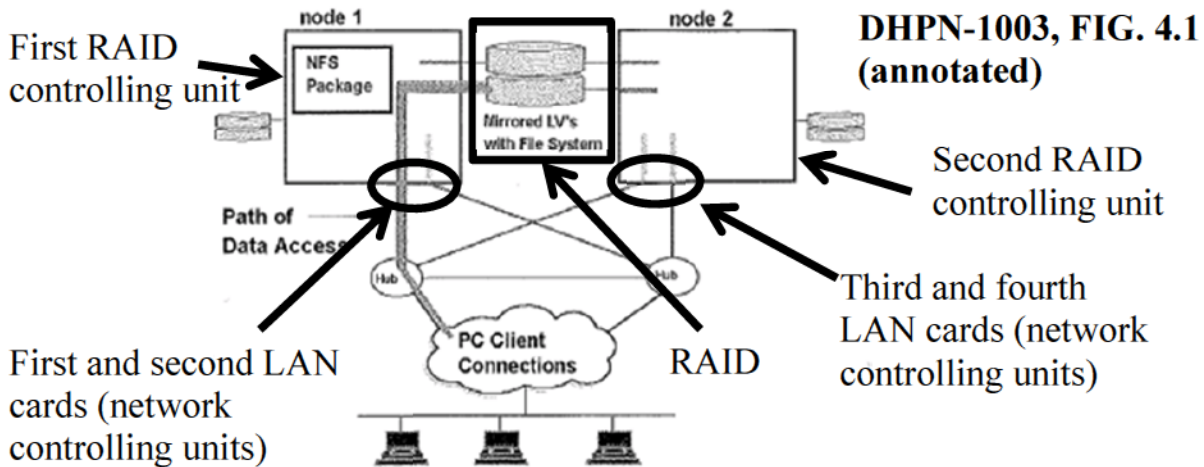 node 1
node 2
DHPN-1003, FIG. 4.1
(annotated)
First RAID
controlling unit
NFS
Package
Mirrored LV's
with File System
Second RAID
controlling unit
Path of
Data Access
Hub
Hub
Third and fourth
LAN cards (network
controlling units)
PC Client
Connections
RAID
First and second LAN
cards (network
controlling units)